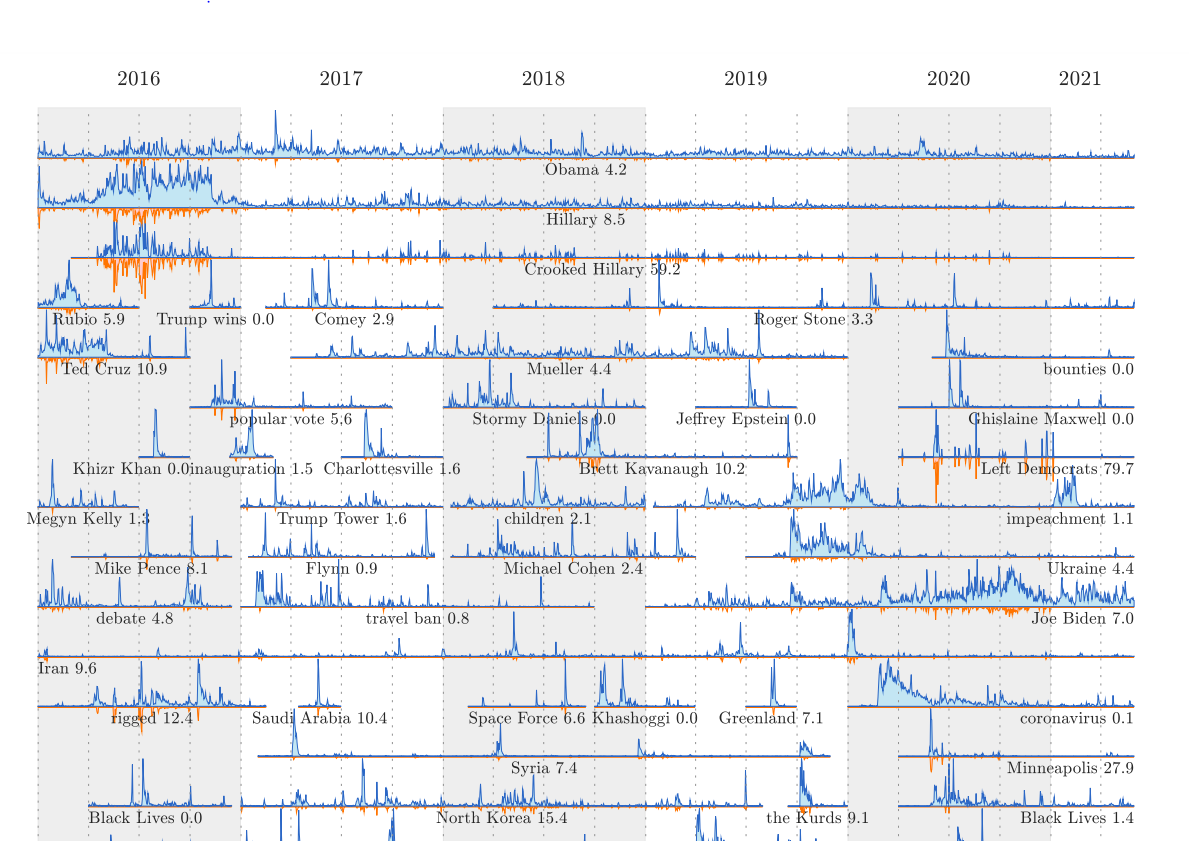 2016 2017 2018 2019 2020 2021
Obama 4.2
Hillary 8.5
Crooked Hillary 59.2
Rubio 5.9 Trump wins 0.0 Comey 2.9 Roger Stone 3.3
Ted Cruz 10.9 Mueller 4.4 bounties 0.0
popular vote 5.6 Stormy Daniels 0.0 Jeffrey Epstein 0.0 Ghislaine Maxwell 0.0
Khizr Khan 0.0 inauguration 1.5 Charlottesville 1.6 Brett Kavanaugh 10.2 Left Democrats 79.7
Megyn Kelly 1.3 Trump Tower 1.6 children 2.1 impeachment 1.1
Mike Pence 8.1 Flynn 0.9 Michael Cohen 2.4 Ukraine 4.4
debate 4.8 travel ban 0.8 Joe Biden 7.0
Iran 9.6
rigged 12.4 Saudi Arabia 10.4 Space Force 6.6 Khashoggi 0.0 Greenland 7.1 coronavirus 0.1
Syria 7.4 Minneapolis 27.9
Black Lives 0.0 North Korea 15.4 the Kurds 9.1 Black Lives 1.4